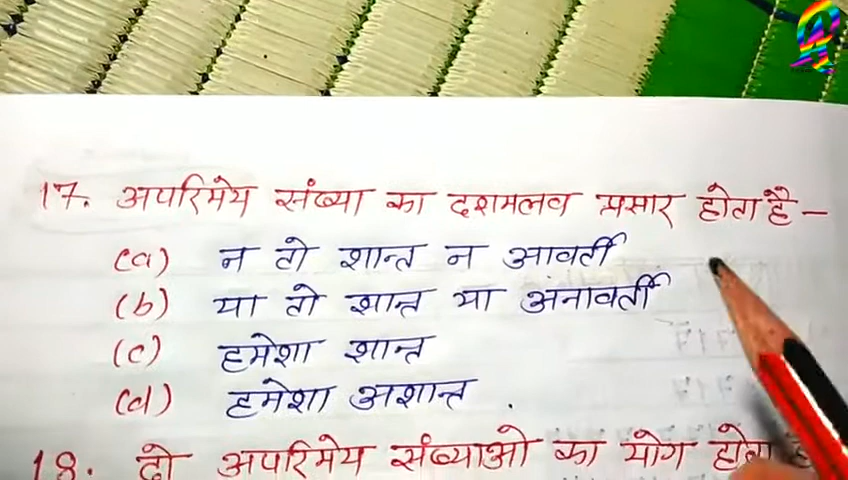 17. अपरिमेय संख्या का दशमलव प्रसार होता है –
(a) न तो शान्त न आवर्ती
(b) या तो शान्त या अनावर्ती
(c) हमेशा शान्त
(d) हमेशा अशान्त .
18. दो अपरिमेय संख्याओ का योग होता